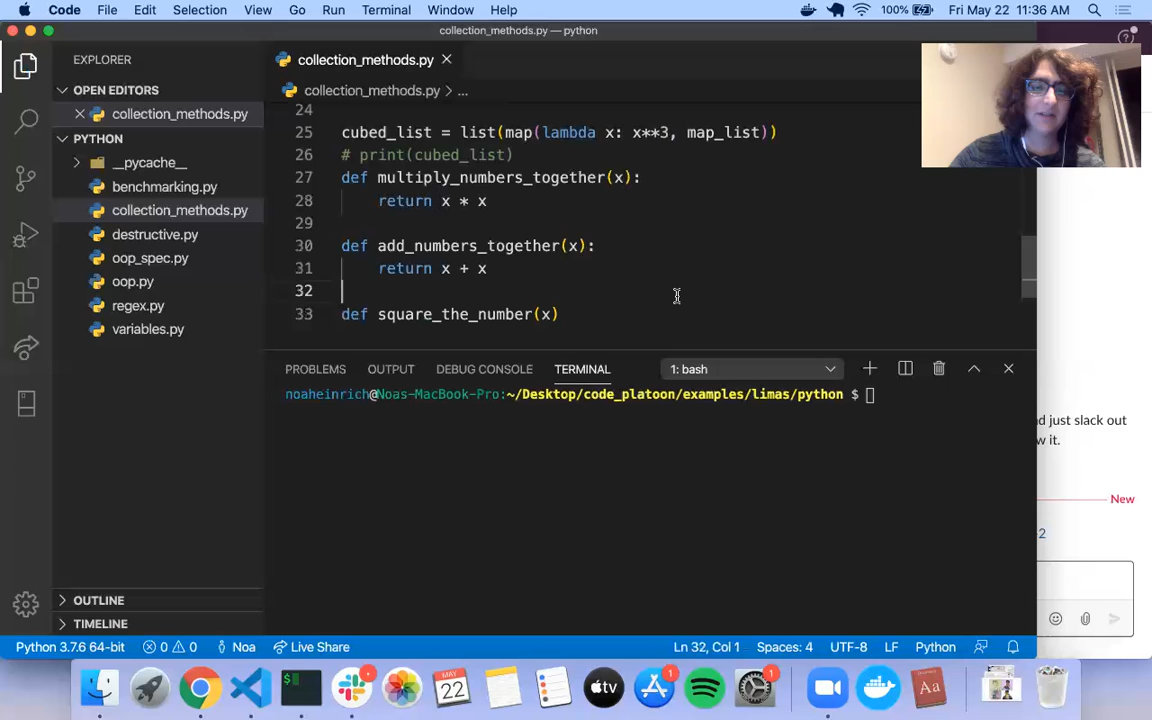 Code File Edit Selection View Go Run Terminal Window Help 100% Fri May 22 11:36 AM
collection_methods.py — python
EXPLORER
collection_methods.py
OPEN EDITORS
collection_methods.py > ...
collection_methods.py
24
PYTHON
25 cubed_list = list(map(lambda x: x**3, map_list))
__pycache__
26 # print(cubed_list)
benchmarking.py
27 def multiply_numbers_together(x):
collection_methods.py
28 return x * x
destructive.py
29
oop_spec.py
30 def add_numbers_together(x):
oop.py
31 return x + x
regex.py
32
variables.py
33 def square_the_number(x)
PROBLEMS OUTPUT DEBUG CONSOLE TERMINAL 1: bash
noaheinrich@Noas-MacBook-Pro:~/Desktop/code_platoon/examples/limas/python $
d just slack out
w it.
New
2
OUTLINE
TIMELINE
Python 3.7.6 64-bit 0 0 Noa Live Share Ln 32, Col 1 Spaces: 4 UTF-8 LF Python
MAY
22
$
tv
1
1
Aa